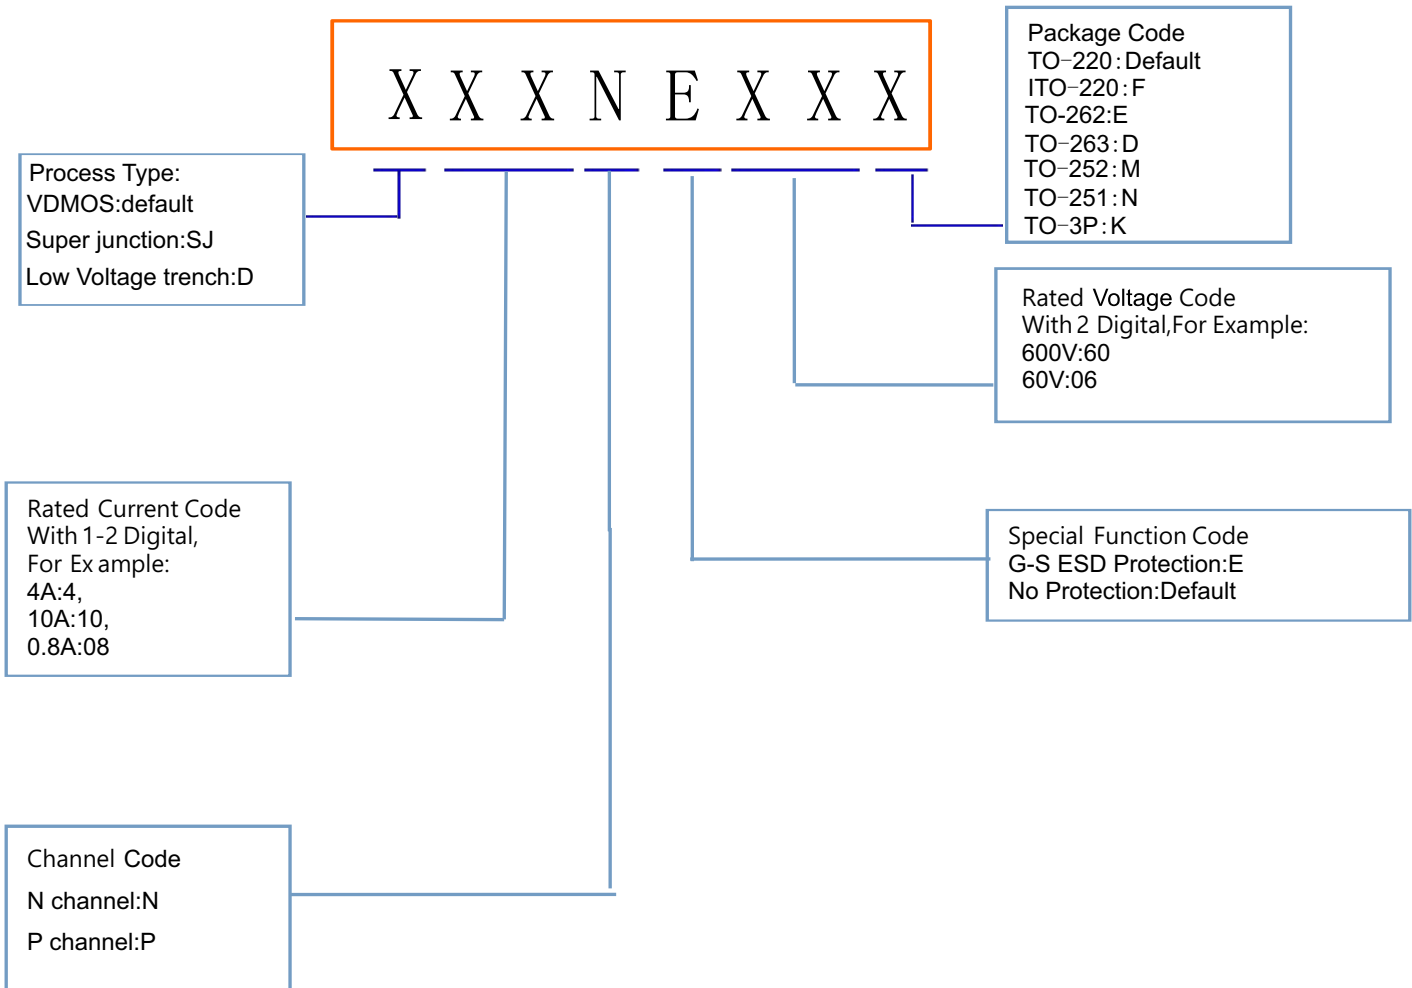 X X X N E X X X
Package Code
TO-220:Default
ITO-220:F
TO-262:E
TO-263:D
TO-252:M
TO-251:N
TO-3P:K
Process Type:
VDMOS:default
Super junction:SJ
Low Voltage trench:D
Rated Voltage Code
With 2 Digital,For Example:
600V:60
60V:06
Rated Current Code
With 1-2 Digital,
For Ex ample:
4A:4,
10A:10,
0.8A:08
Special Function Code
G-S ESD Protection:E
No Protection:Default
Channel Code
N channel:N
P channel:P